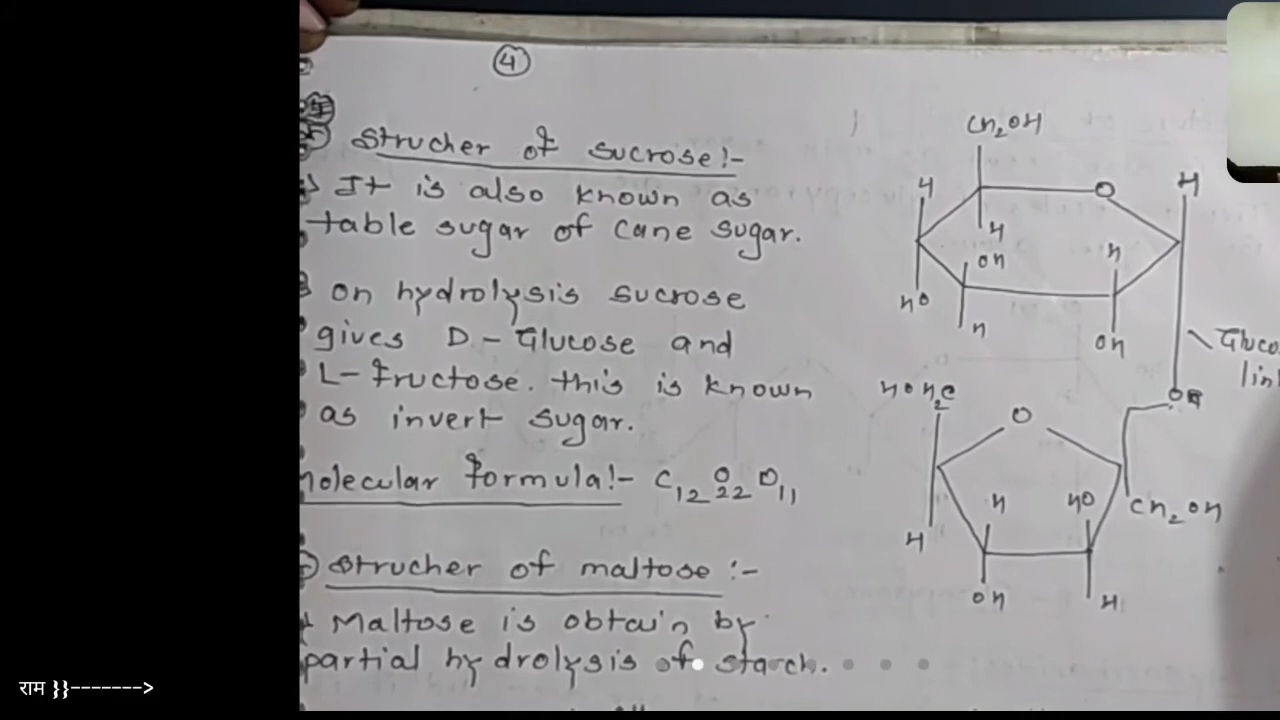 4
Strucher of sucrose!-
It is also known as
table sugar of Cane sugar.
on hydrolysis sucrose
gives D-Glucose and
L-fructose. this is known
as invert sugar.
molecular formula!- C12 O22 O11
Strucher of maltose :-
Maltose is obtain by
partial hydrolysis of starch.
CH2OH
H
O
H
H
OH
H
HO
H
OH
HOH2C
O
O
H
HO
CH2OH
H
OH
H
राम }}------->